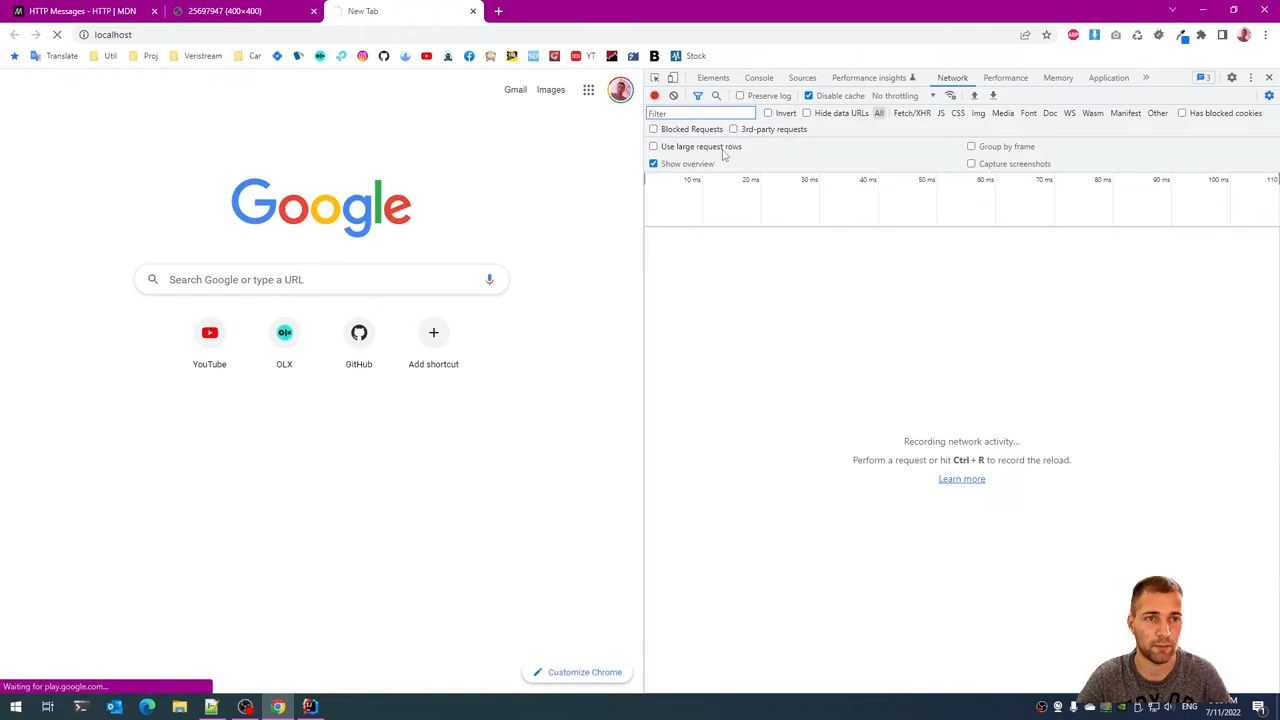 HTTP Messages - HTTP | MDN
25697947 (400×400)
New Tab
localhost
Translate Util Proj Veristream Car YT Stock
Gmail Images
Google
Search Google or type a URL
YouTube OLX GitHub Add shortcut
Customize Chrome
Waiting for play.google.com...
Elements Console Sources Performance insights Network Performance Memory Application 3
Preserve log Disable cache No throttling
Filter Invert Hide data URLs All Fetch/XHR JS CSS Img Media Font Doc WS Wasm Manifest Other Has blocked cookies
Blocked Requests 3rd-party requests
Use large request rows Group by frame
Show overview Capture screenshots
10 ms 20 ms 30 ms 40 ms 50 ms 60 ms 70 ms 80 ms 90 ms 100 ms 110
Recording network activity...
Perform a request or hit Ctrl + R to record the reload.
Learn more
ENG
7/11/2022